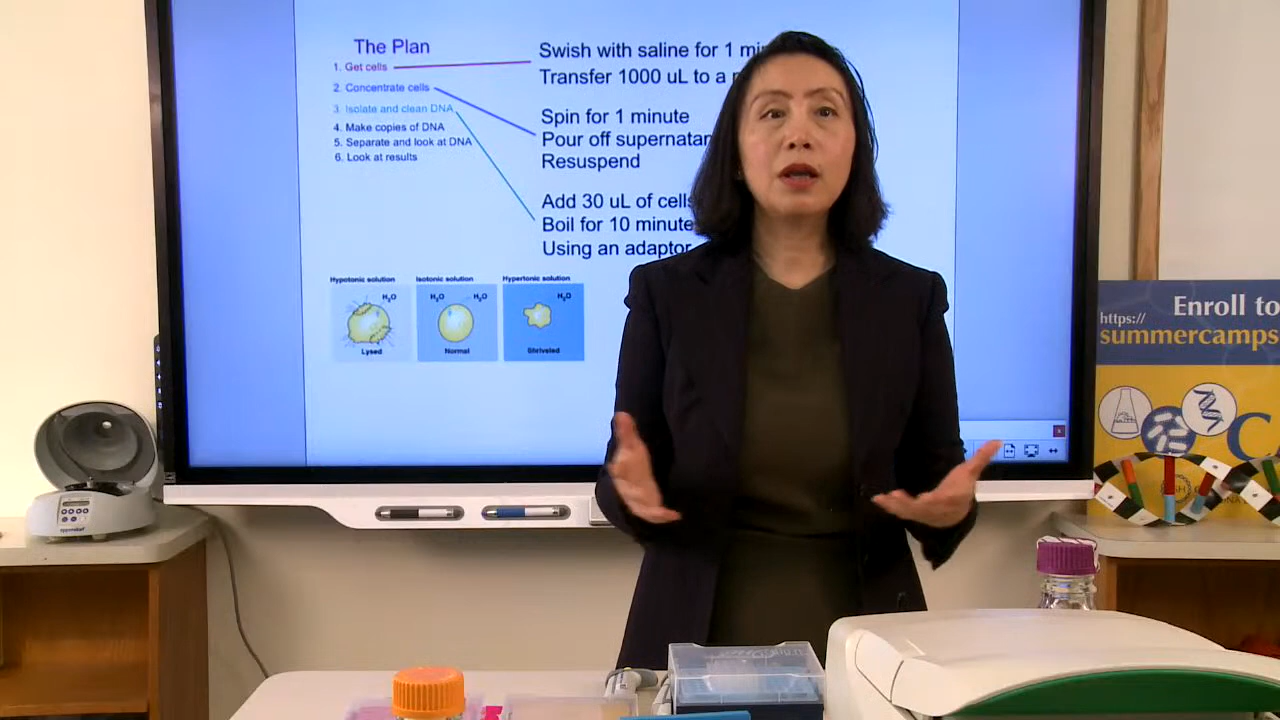 The Plan
1. Get cells
2. Concentrate cells
3. Isolate and clean DNA
4. Make copies of DNA
5. Separate and look at DNA
6. Look at results
Swish with saline for 1
Transfer 1000 uL to a
Spin for 1 minute
Pour off
Resuspend
Add 30 uL of cells
Boil for 10 minute
Using an adaptor
Hypotonic solution
Isotonic solution
Hypertonic solution
H₂O
H₂O
H₂O
H₂O
Lysed
Normal
Shriveled
eppendorf
Enroll to
https://
summercamps
C